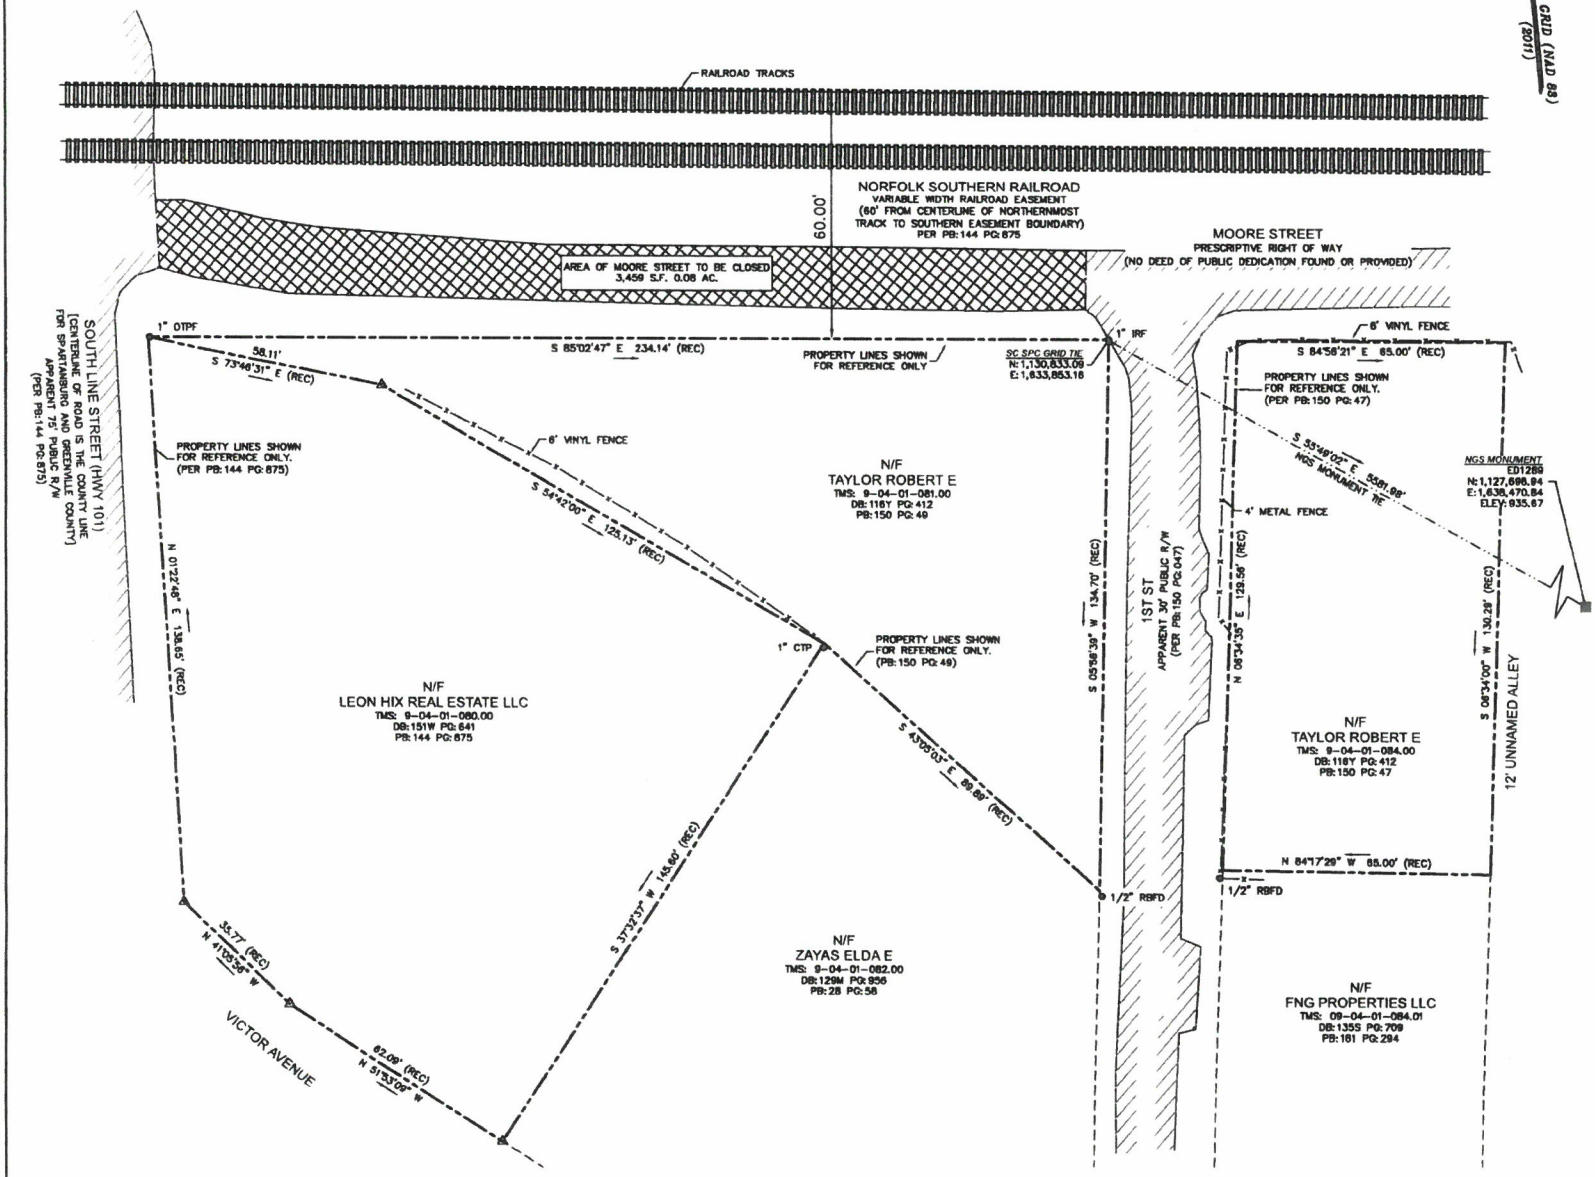 GRID (NAD 88)
(2011)
RAILROAD TRACKS
NORFOLK SOUTHERN RAILROAD
VARIABLE WIDTH RAILROAD EASEMENT
(60' FROM CENTERLINE OF NORTHERNMOST
TRACK TO SOUTHERN EASEMENT BOUNDARY)
PER PB:144 PG:875
60.00'
MOORE STREET
PRESCRIPTIVE RIGHT OF WAY
(NO DEED OF PUBLIC DEDICATION FOUND OR PROVIDED)
AREA OF MOORE STREET TO BE CLOSED
3,459 S.F. 0.08 AC.
SOUTH LINE STREET (HWY 101)
[CENTERLINE OF ROAD IS THE COUNTY LINE
FOR SPARTANBURG AND GREENVILLE COUNTY]
APPARENT 75' PUBLIC R/W
(PER PB:144 PG:875)
1" OTPF
S 85°02'47" E 234.14' (REC)
58.11'
S 73°46'31" E (REC)
PROPERTY LINES SHOWN
FOR REFERENCE ONLY
SC SPC GRID TIE
N:1,130,833.09
E:1,633,853.16
1" IRF
6' VINYL FENCE
S 84°56'21" E 65.00' (REC)
PROPERTY LINES SHOWN
FOR REFERENCE ONLY.
(PER PB:150 PG:47)
S 55°49'02" E 5581.98'
NGS MONUMENT TIE
NGS MONUMENT
ED1289
N:1,127,698.94
E:1,638,470.84
ELEV:935.67
4' METAL FENCE
PROPERTY LINES SHOWN
FOR REFERENCE ONLY.
(PER PB:144 PG:875)
6' VINYL FENCE
S 54°42'00" E 125.13' (REC)
N/F
TAYLOR ROBERT E
TMS: 9-04-01-081.00
DB:116Y PG:412
PB:150 PG:49
N 01°22'48" E 138.65' (REC)
S 05°56'39" W 134.70' (REC)
1ST ST
APPARENT 30' PUBLIC R/W
(PER PB:150 PG:047)
N 06°34'35" E 129.56' (REC)
S 06°34'00" W 130.29' (REC)
12' UNNAMED ALLEY
1" CTP
PROPERTY LINES SHOWN
FOR REFERENCE ONLY.
(PB:150 PG:49)
N/F
LEON HIX REAL ESTATE LLC
TMS: 9-04-01-080.00
DB:151W PG:641
PB:144 PG:875
S 43°05'03" E 89.89' (REC)
N/F
TAYLOR ROBERT E
TMS: 9-04-01-084.00
DB:116Y PG:412
PB:150 PG:47
S 37°32'37" W 145.60' (REC)
N 84°17'29" W 65.00' (REC)
1/2" RBFD
1/2" RBFD
35.77' (REC)
N 41°05'56" W
VICTOR AVENUE
62.09' (REC)
N 51°53'09" W
N/F
ZAYAS ELDA E
TMS: 9-04-01-082.00
DB:129M PG:956
PB:28 PG:58
N/F
FNG PROPERTIES LLC
TMS: 09-04-01-084.01
DB:135S PG:709
PB:161 PG:294